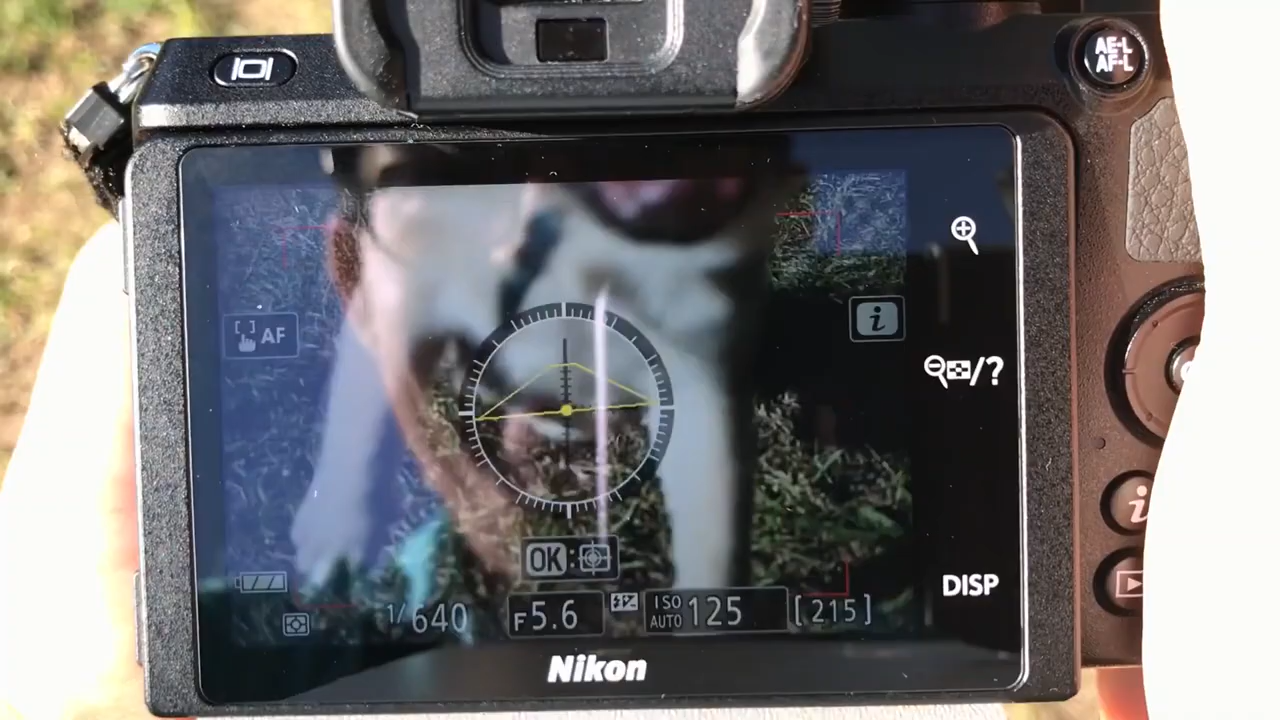 AE-L
AF-L
AF
i
/?
OK:
i
DISP
1/640
F5.6
ISO
AUTO
125
[215]
Nikon